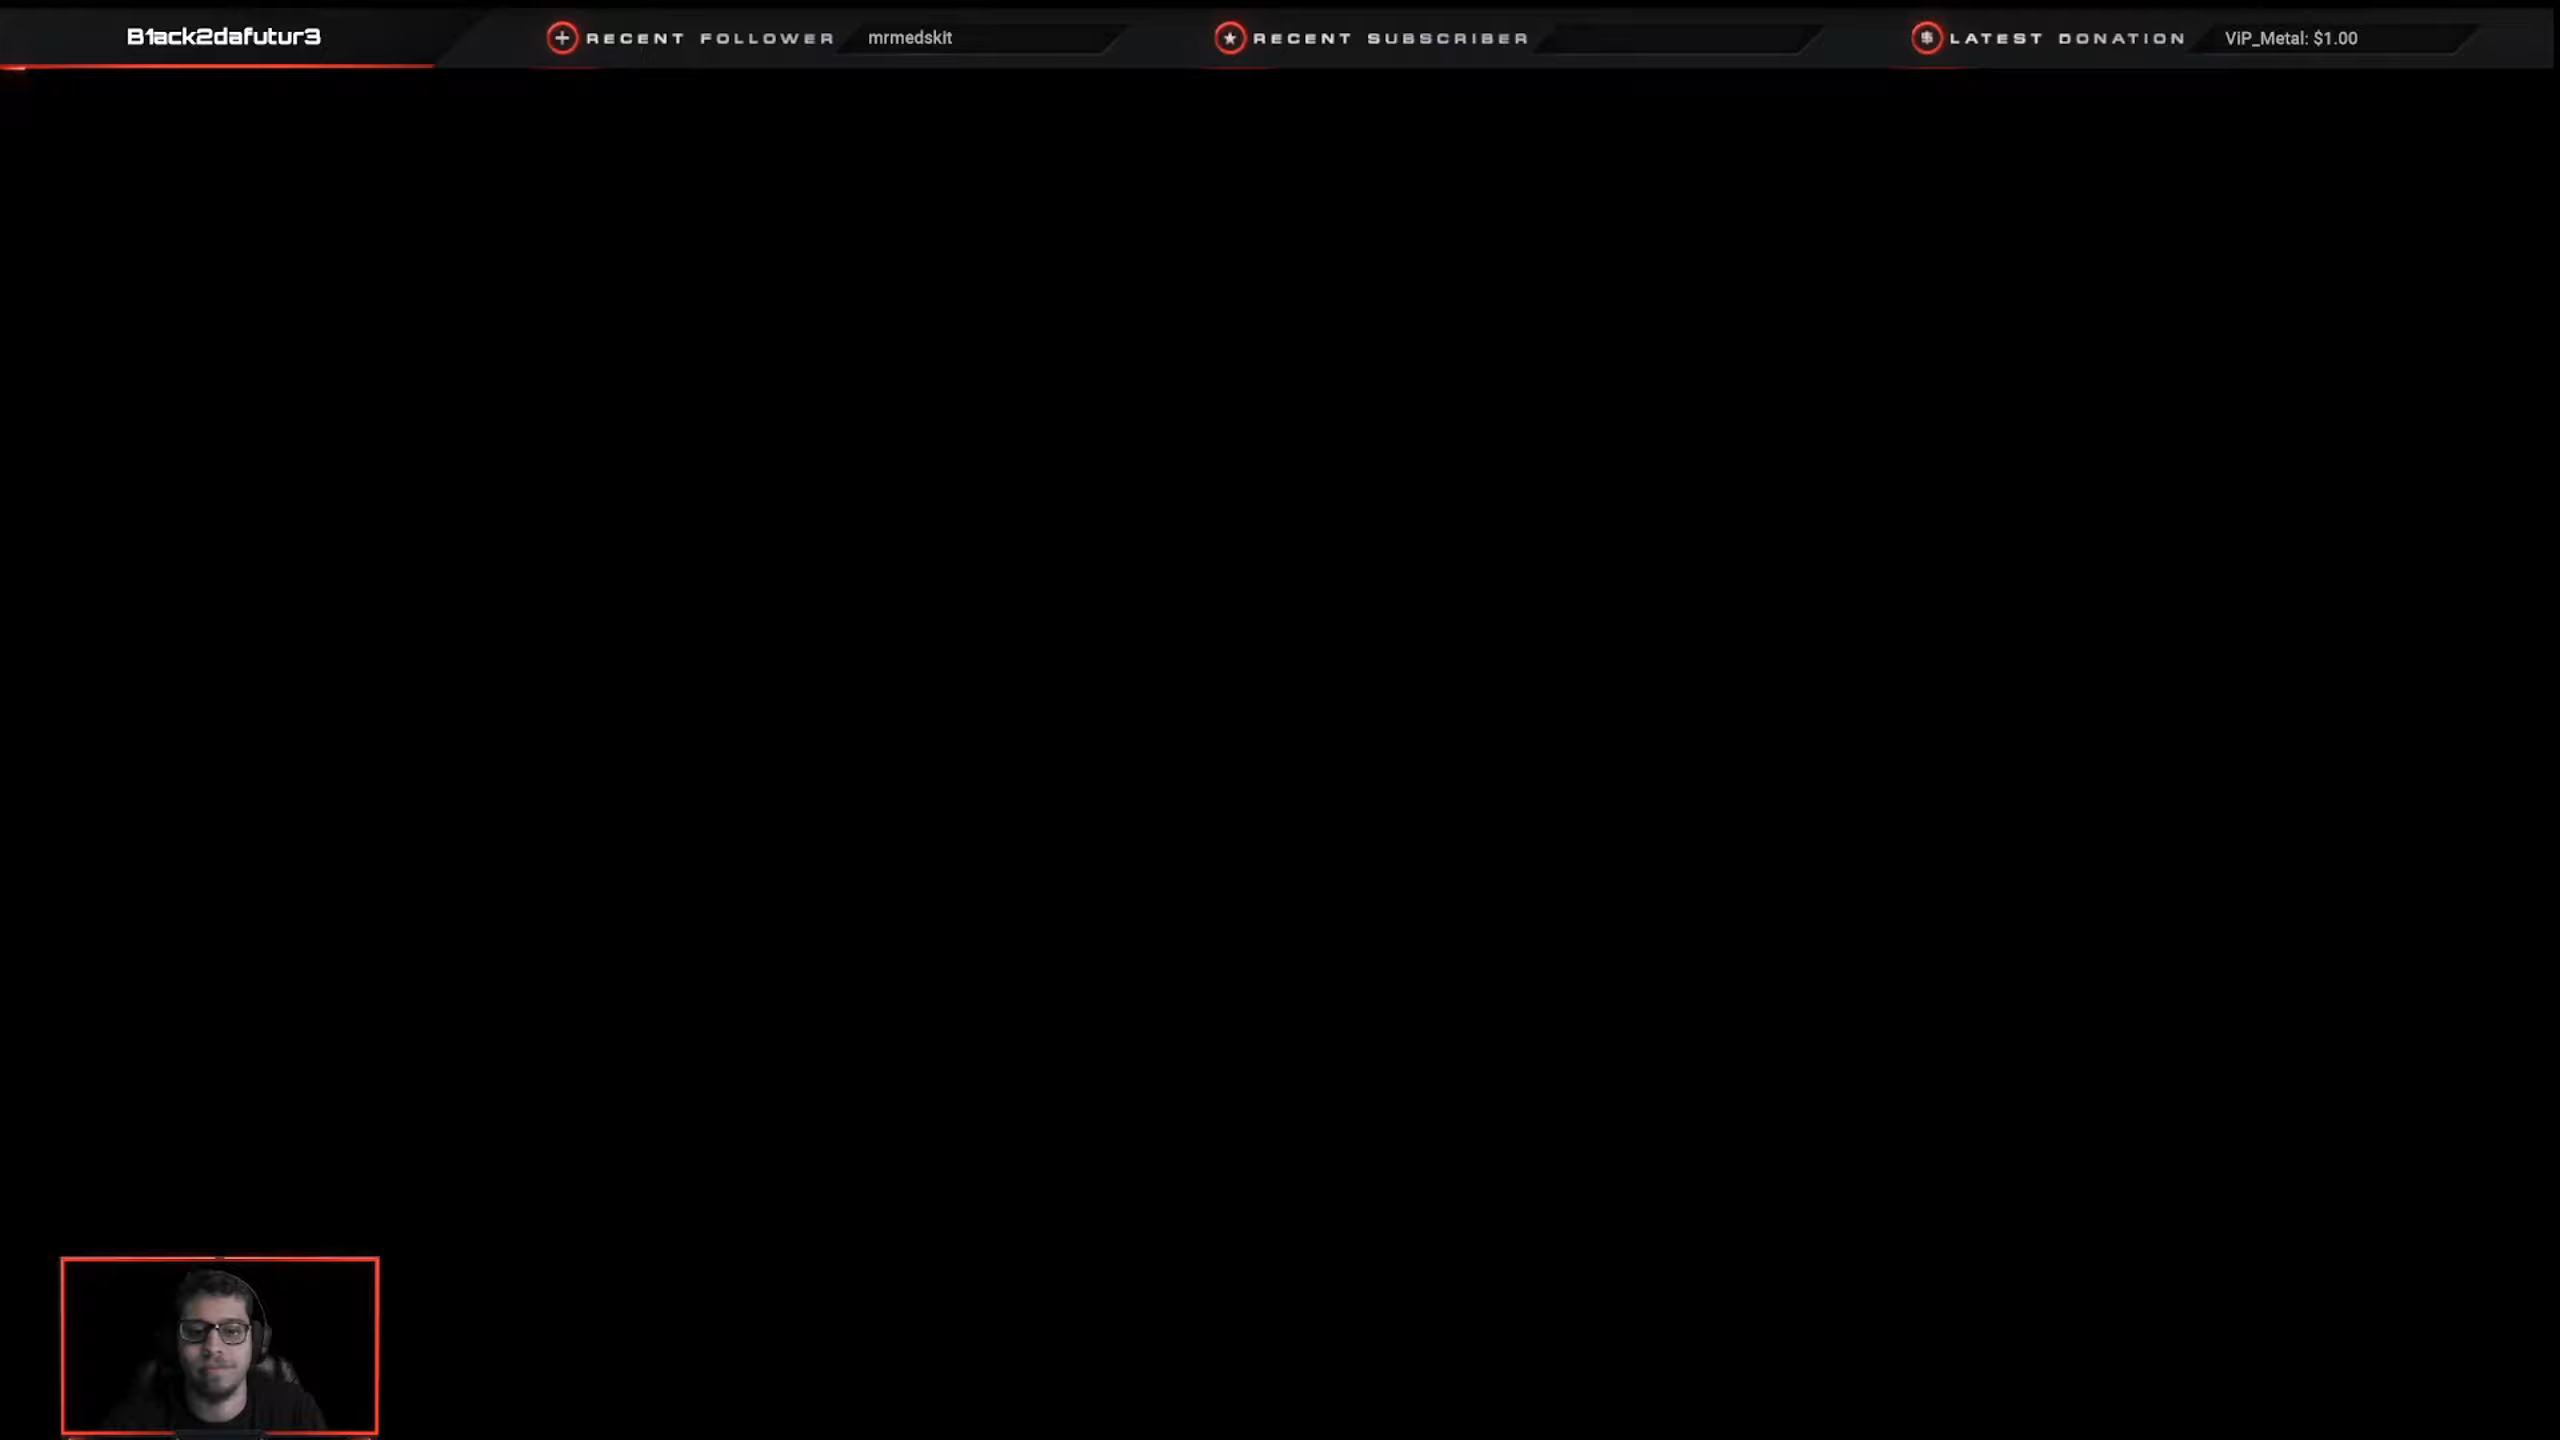 B1ack2dafutur3
RECENT FOLLOWER mrmedskit
RECENT SUBSCRIBER
LATEST DONATION ViP_Metal: $1.00